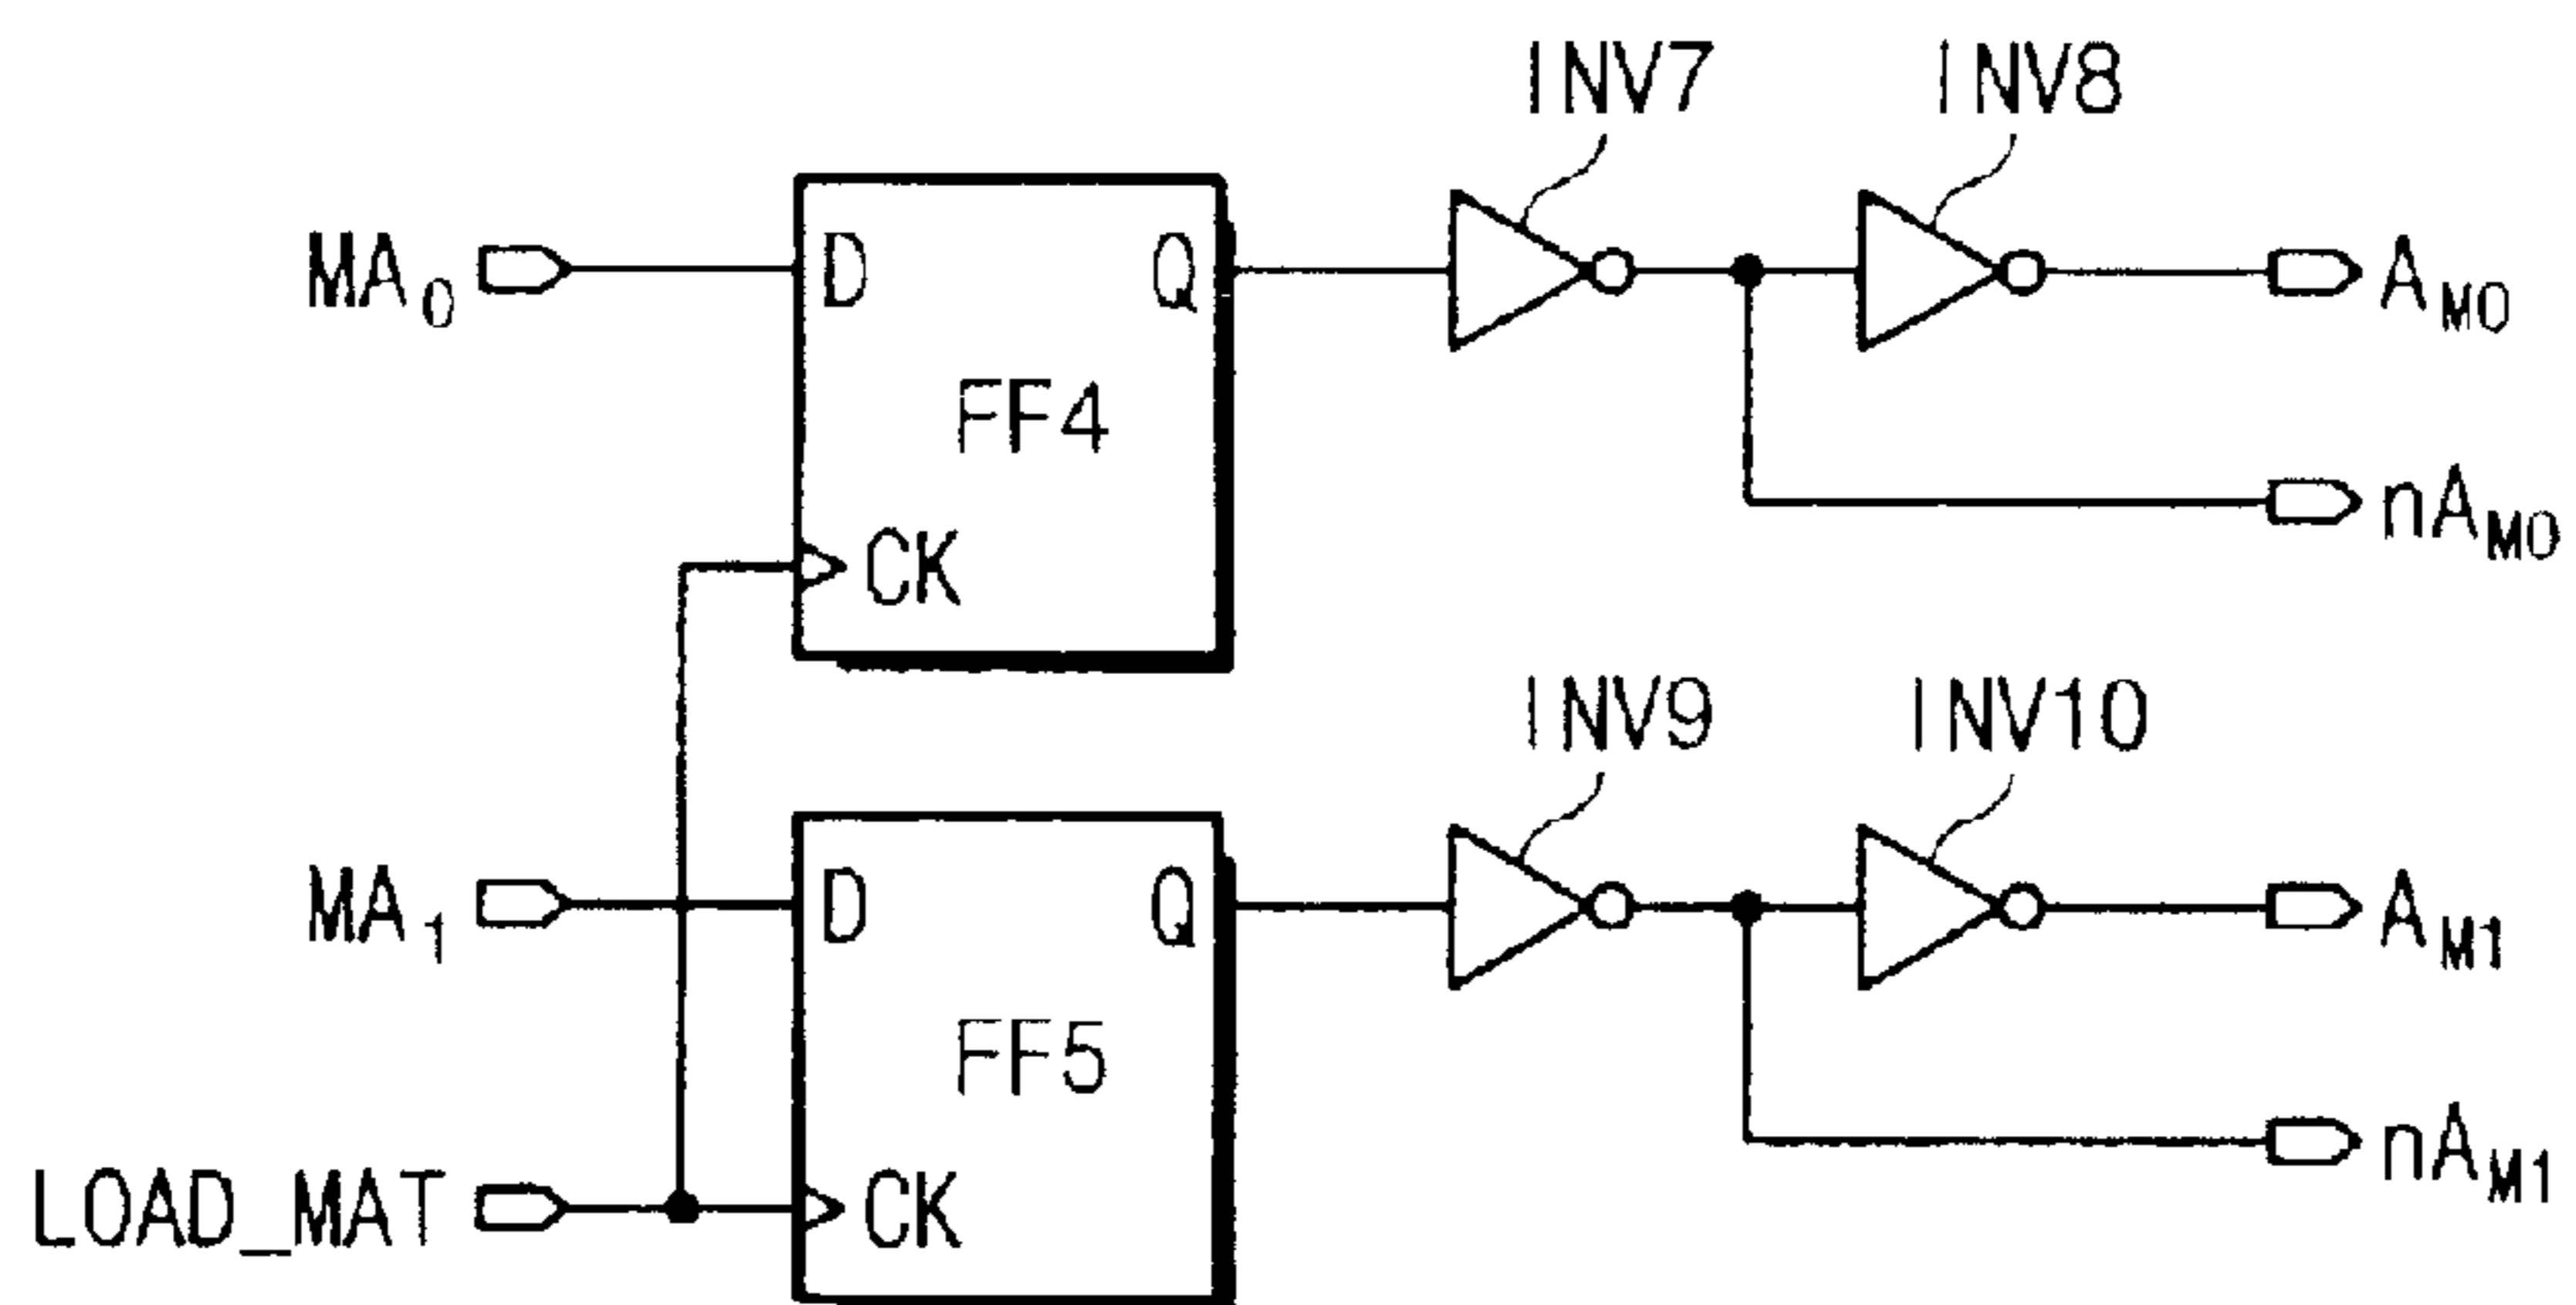 INV7 INV8
MA0 D Q AM0
FF4
nAM0
CK
INV9 INV10
MA1 D Q AM1
FF5
nAM1
LOAD_MAT CK